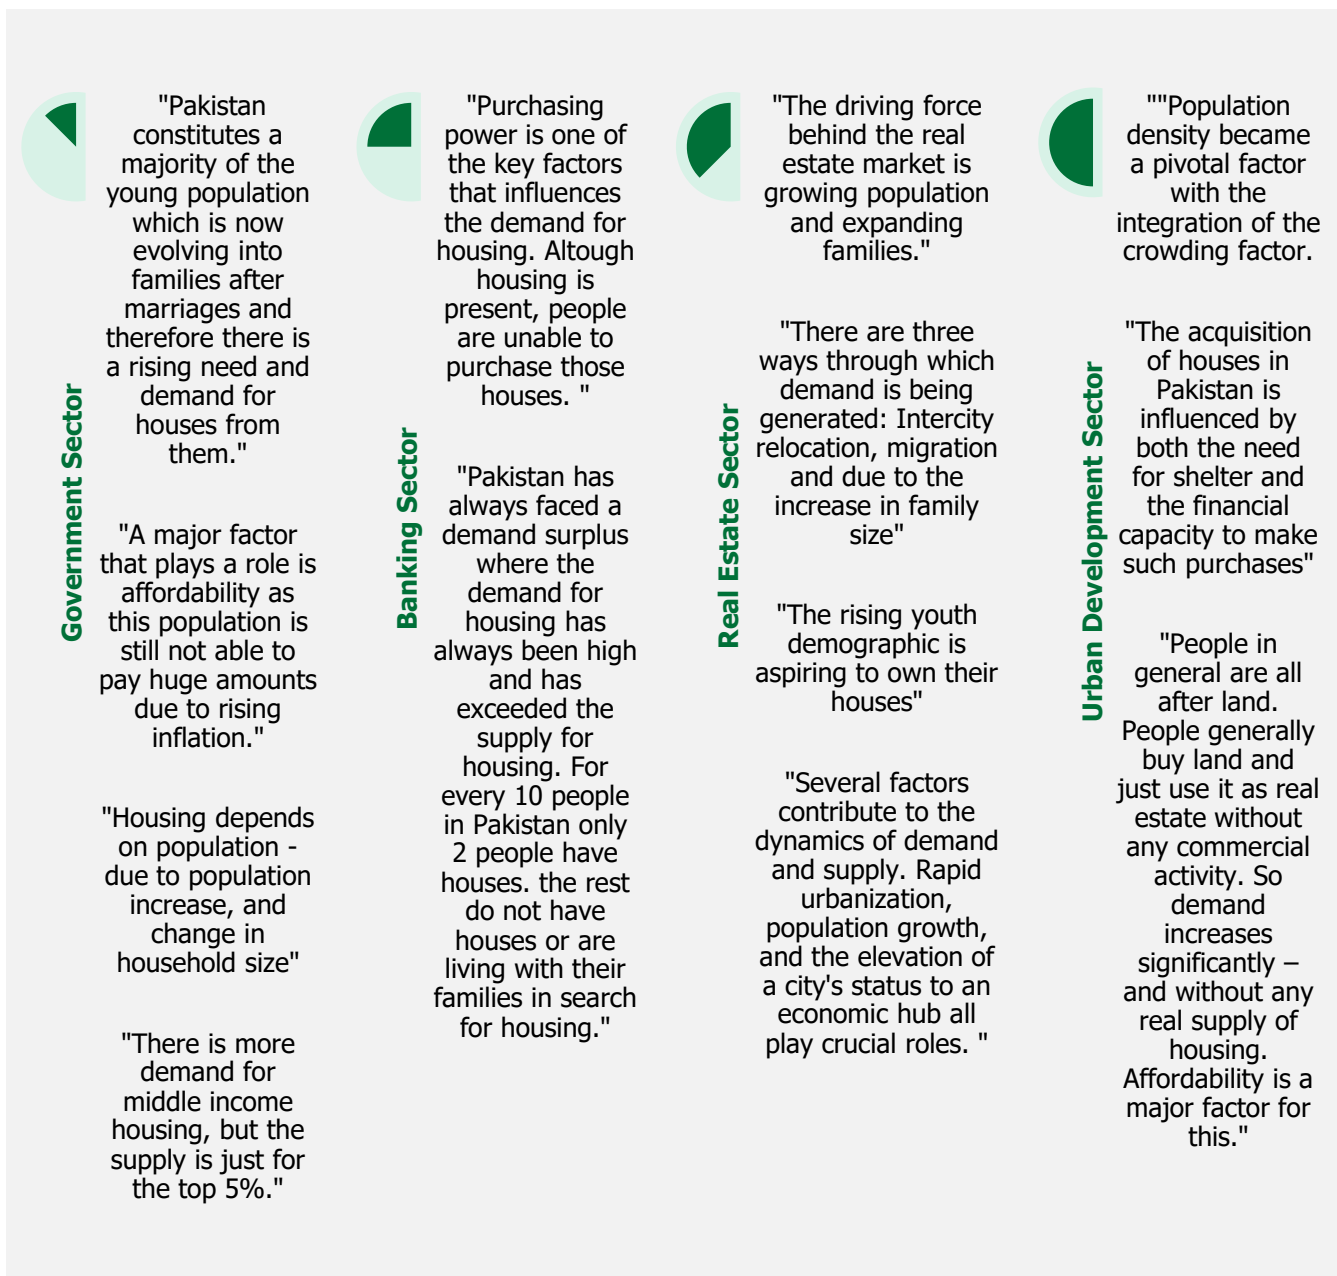 Government Sector
"Pakistan
constitutes a
majority of the
young population
which is now
evolving into
families after
marriages and
therefore there is
a rising need and
demand for
houses from
them."
"A major factor
that plays a role is
affordability as
this population is
still not able to
pay huge amounts
due to rising
inflation."
"Housing depends
on population -
due to population
increase, and
change in
household size"
"There is more
demand for
middle income
housing, but the
supply is just for
the top 5%."
Banking Sector
"Purchasing
power is one of
the key factors
that influences
the demand for
housing. Altough
housing is
present, people
are unable to
purchase those
houses. "
"Pakistan has
always faced a
demand surplus
where the
demand for
housing has
always been high
and has
exceeded the
supply for
housing. For
every 10 people
in Pakistan only
2 people have
houses. the rest
do not have
houses or are
living with their
families in search
for housing."
Real Estate Sector
"The driving force
behind the real
estate market is
growing population
and expanding
families."
"There are three
ways through which
demand is being
generated: Intercity
relocation, migration
and due to the
increase in family
size"
"The rising youth
demographic is
aspiring to own their
houses"
"Several factors
contribute to the
dynamics of demand
and supply. Rapid
urbanization,
population growth,
and the elevation of
a city's status to an
economic hub all
play crucial roles. "
Urban Development Sector
""Population
density became
a pivotal factor
with the
integration of the
crowding factor.
"The acquisition
of houses in
Pakistan is
influenced by
both the need
for shelter and
the financial
capacity to make
such purchases"
"People in
general are all
after land.
People generally
buy land and
just use it as real
estate without
any commercial
activity. So
demand
increases
significantly –
and without any
real supply of
housing.
Affordability is a
major factor for
this."